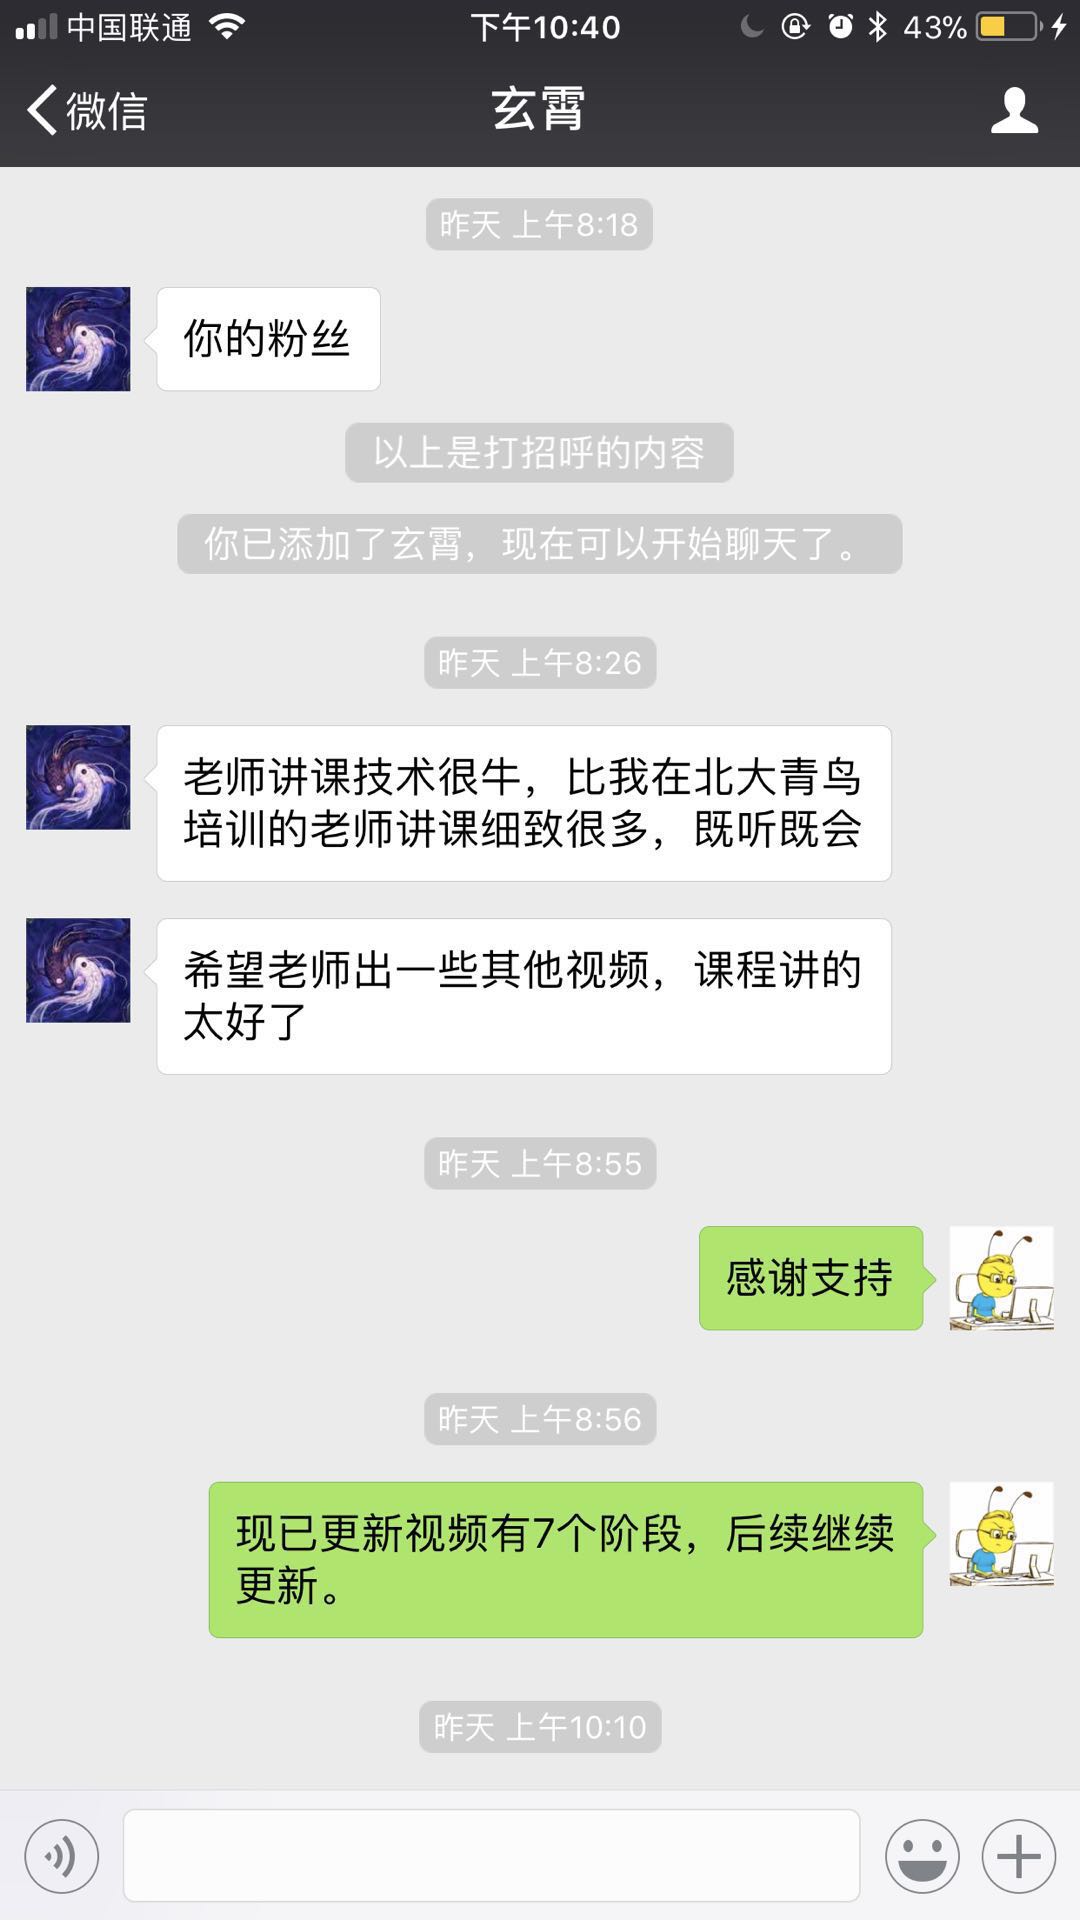 中国联通 下午10:40 43%
微信 玄霄
昨天 上午8:18
你的粉丝
以上是打招呼的内容
你已添加了玄霄，现在可以开始聊天了。
昨天 上午8:26
老师讲课技术很牛，比我在北大青鸟
培训的老师讲课细致很多，既听既会
希望老师出一些其他视频，课程讲的
太好了
昨天 上午8:55
感谢支持
昨天 上午8:56
现已更新视频有7个阶段，后续继续
更新。
昨天 上午10:10